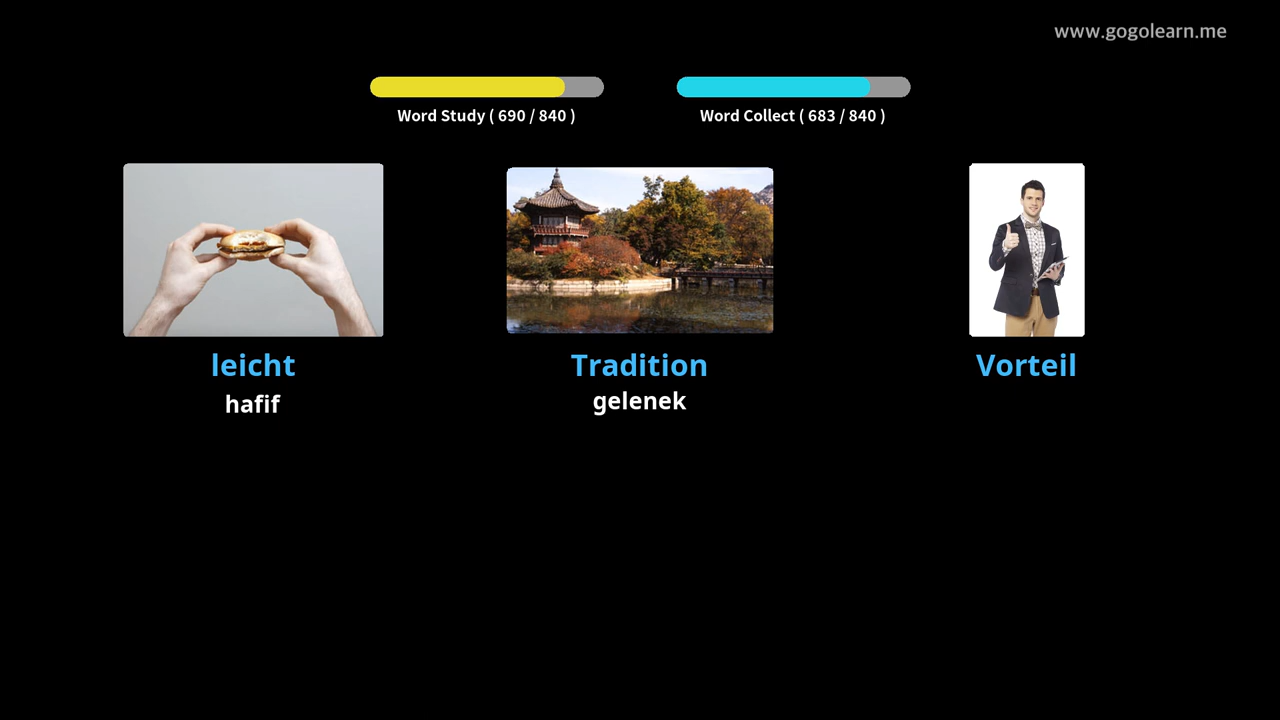 www.gogolearn.me
Word Study ( 690 / 840 )
Word Collect ( 683 / 840 )
leicht
hafif
Tradition
gelenek
Vorteil